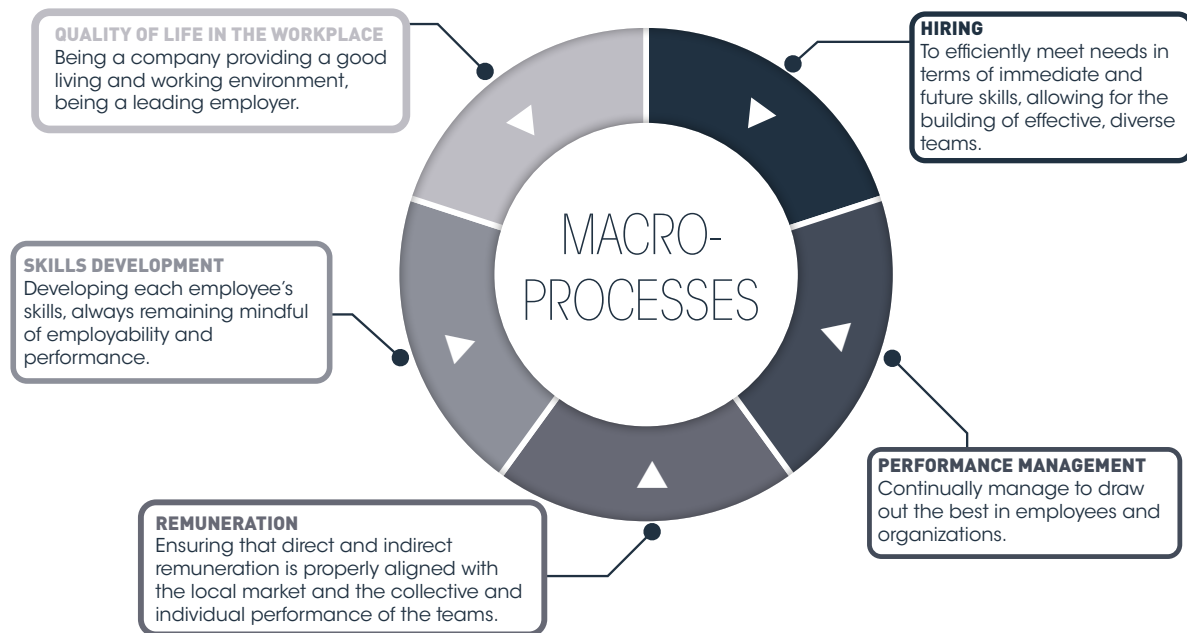 QUALITY OF LIFE IN THE WORKPLACE
Being a company providing a good
living and working environment,
being a leading employer.
HIRING
To efficiently meet needs in
terms of immediate and
future skills, allowing for the
building of effective, diverse
teams.
MACRO-
PROCESSES
SKILLS DEVELOPMENT
Developing each employee’s
skills, always remaining mindful
of employability and
performance.
PERFORMANCE MANAGEMENT
Continually manage to draw
out the best in employees and
organizations.
REMUNERATION
Ensuring that direct and indirect
remuneration is properly aligned with
the local market and the collective and
individual performance of the teams.